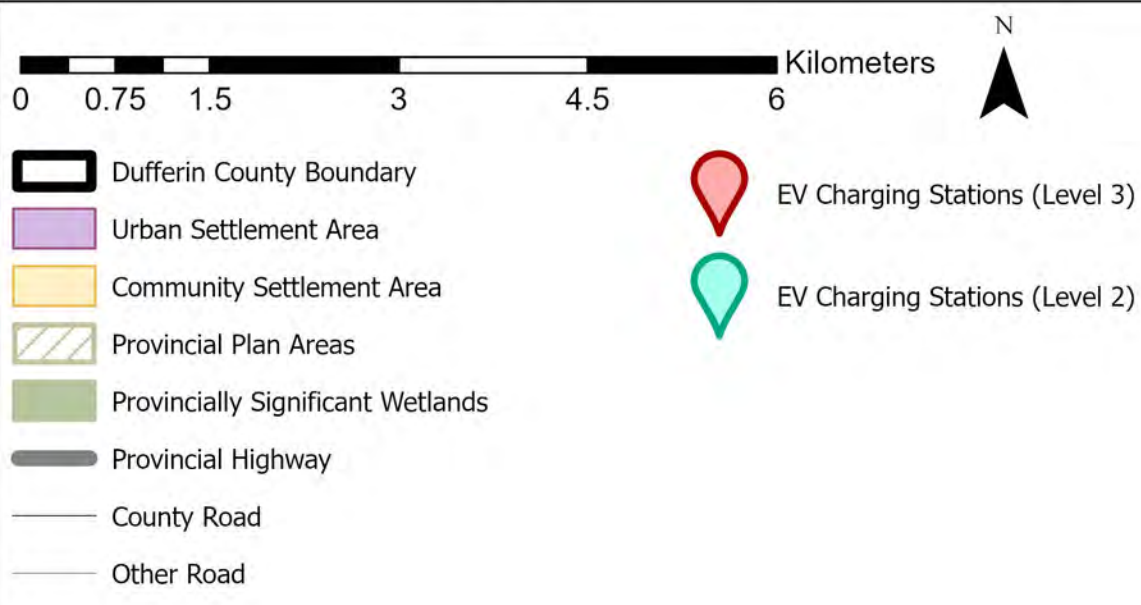 N
Kilometers
0 0.75 1.5 3 4.5 6
Dufferin County Boundary
Urban Settlement Area
Community Settlement Area
Provincial Plan Areas
Provincially Significant Wetlands
Provincial Highway
County Road
Other Road
EV Charging Stations (Level 3)
EV Charging Stations (Level 2)